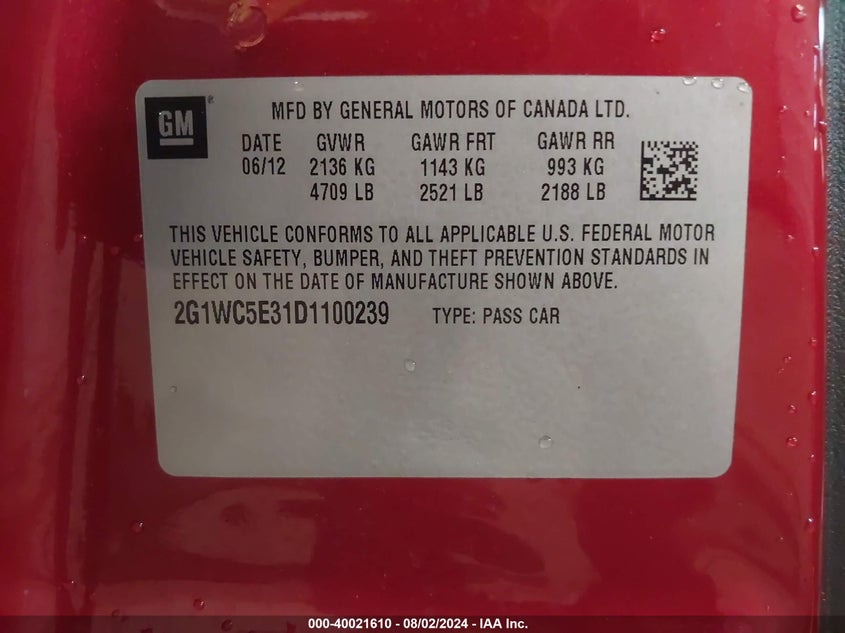 GM®
MFD BY GENERAL MOTORS OF CANADA LTD.
DATE GVWR GAWR FRT GAWR RR
06/12 2136 KG 1143 KG 993 KG
4709 LB 2521 LB 2188 LB
THIS VEHICLE CONFORMS TO ALL APPLICABLE U.S. FEDERAL MOTOR
VEHICLE SAFETY, BUMPER, AND THEFT PREVENTION STANDARDS IN
EFFECT ON THE DATE OF MANUFACTURE SHOWN ABOVE.
2G1WC5E31D1100239 TYPE: PASS CAR
000-40021610 - 08/02/2024 - IAA Inc.